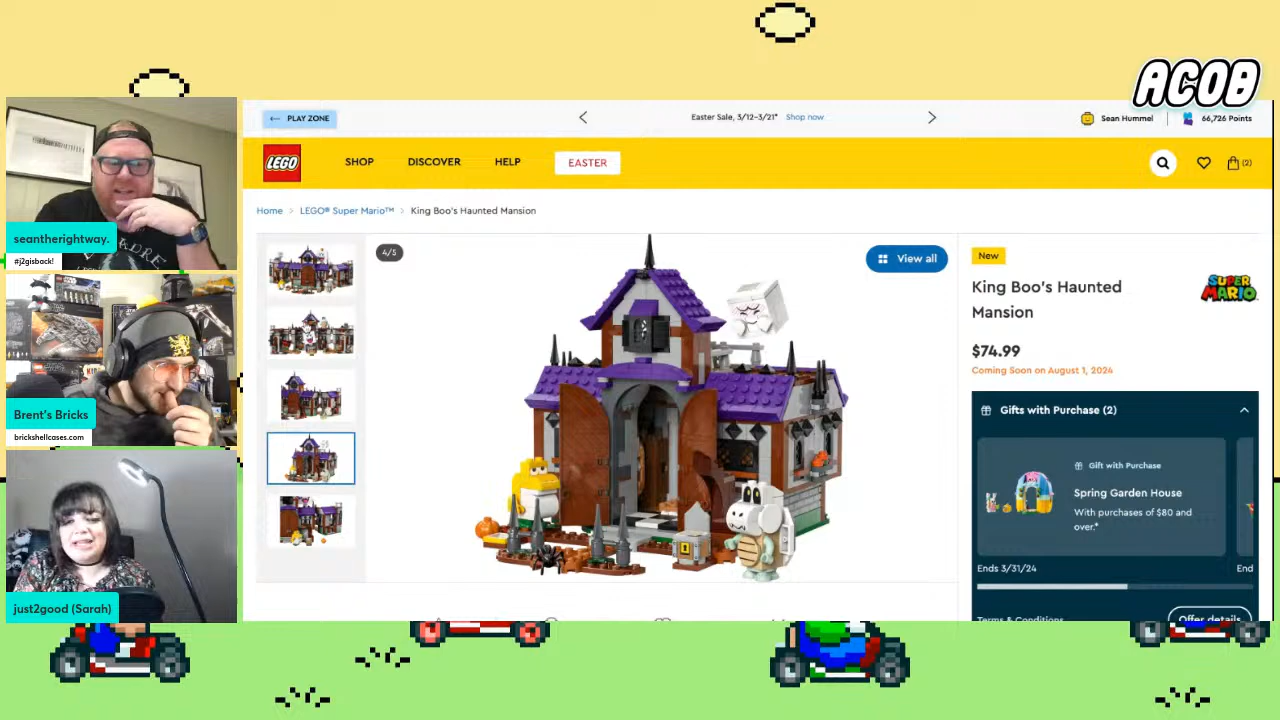 ACOB
← PLAY ZONE
Easter Sale, 3/12-3/21* Shop now
Sean Hummel
66,726 Points
LEGO
SHOP
DISCOVER
HELP
EASTER
(2)
Home > LEGO® Super Mario™ > King Boo's Haunted Mansion
4/5
View all
New
King Boo's Haunted
Mansion
SUPER
MARIO
$74.99
Coming Soon on August 1, 2024
Gifts with Purchase (2)
Gift with Purchase
Spring Garden House
With purchases of $80 and
over.*
Ends 3/31/24
End
Terms & Conditions
Offer details
seantherightway.
#j2gisback!
Brent's Bricks
brickshellcases.com
just2good (Sarah)